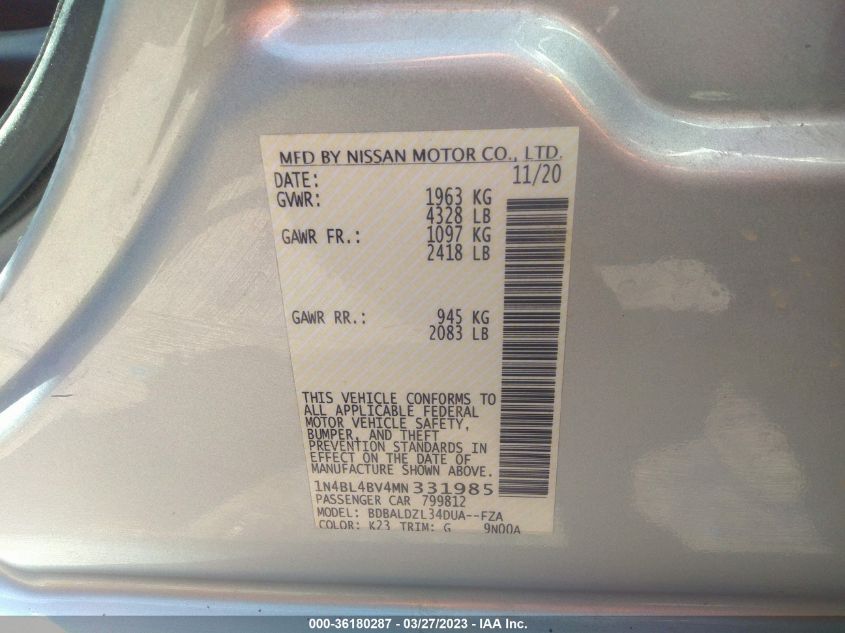 MFD BY NISSAN MOTOR CO., LTD.
DATE: 11/20
GVWR: 1963 KG
4328 LB
GAWR FR.: 1097 KG
2418 LB
GAWR RR.: 945 KG
2083 LB
THIS VEHICLE CONFORMS TO
ALL APPLICABLE FEDERAL
MOTOR VEHICLE SAFETY,
BUMPER, AND THEFT
PREVENTION STANDARDS IN
EFFECT ON THE DATE OF
MANUFACTURE SHOWN ABOVE.
1N4BL4BV4MN331985
PASSENGER CAR 799812
MODEL: BDBALDZL34DUA--FZA
COLOR: K23 TRIM: G 9N00A
000-36180287 - 03/27/2023 - IAA Inc.